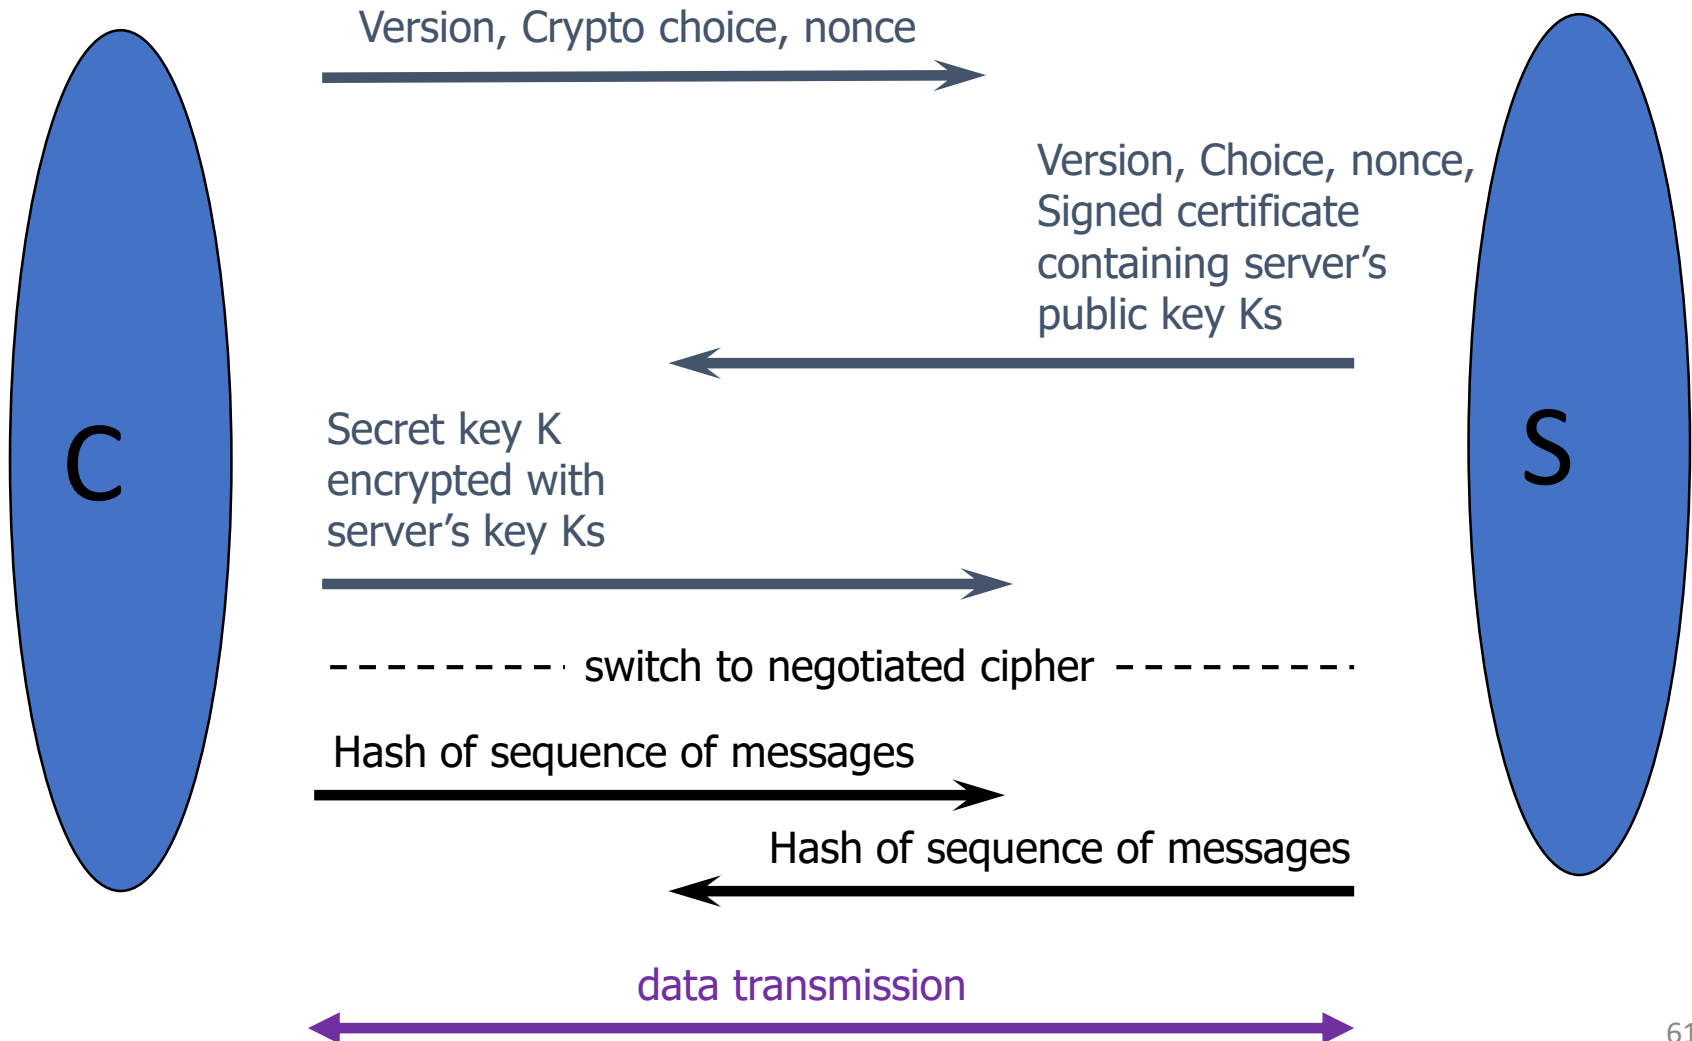 Version, Crypto choice, nonce
Version, Choice, nonce,
Signed certificate
containing server’s
public key Ks
C
S
Secret key K
encrypted with
server’s key Ks
switch to negotiated cipher
Hash of sequence of messages
Hash of sequence of messages
data transmission
61